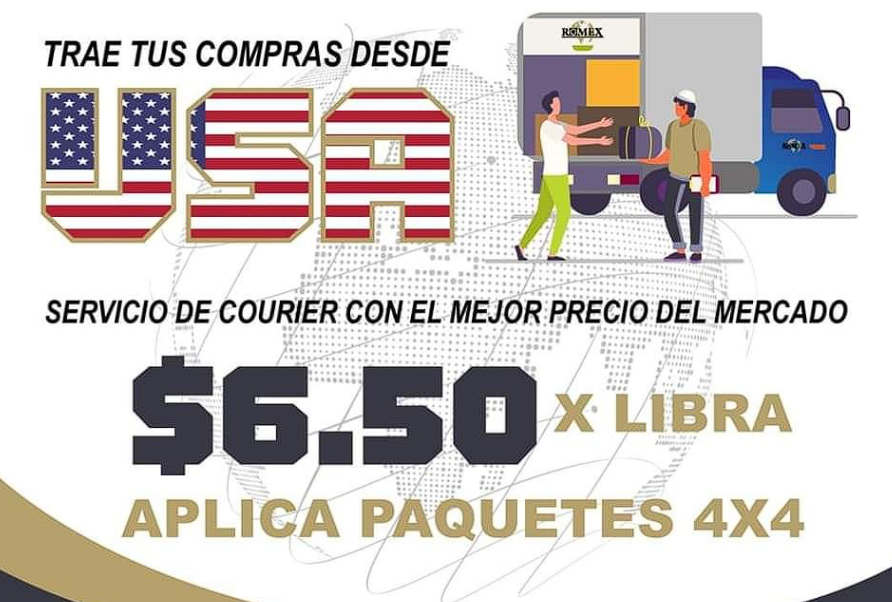 TRAE TUS COMPRAS DESDE
ROMEX
USA
SERVICIO DE COURIER CON EL MEJOR PRECIO DEL MERCADO
$6.50 X LIBRA
APLICA PAQUETES 4X4